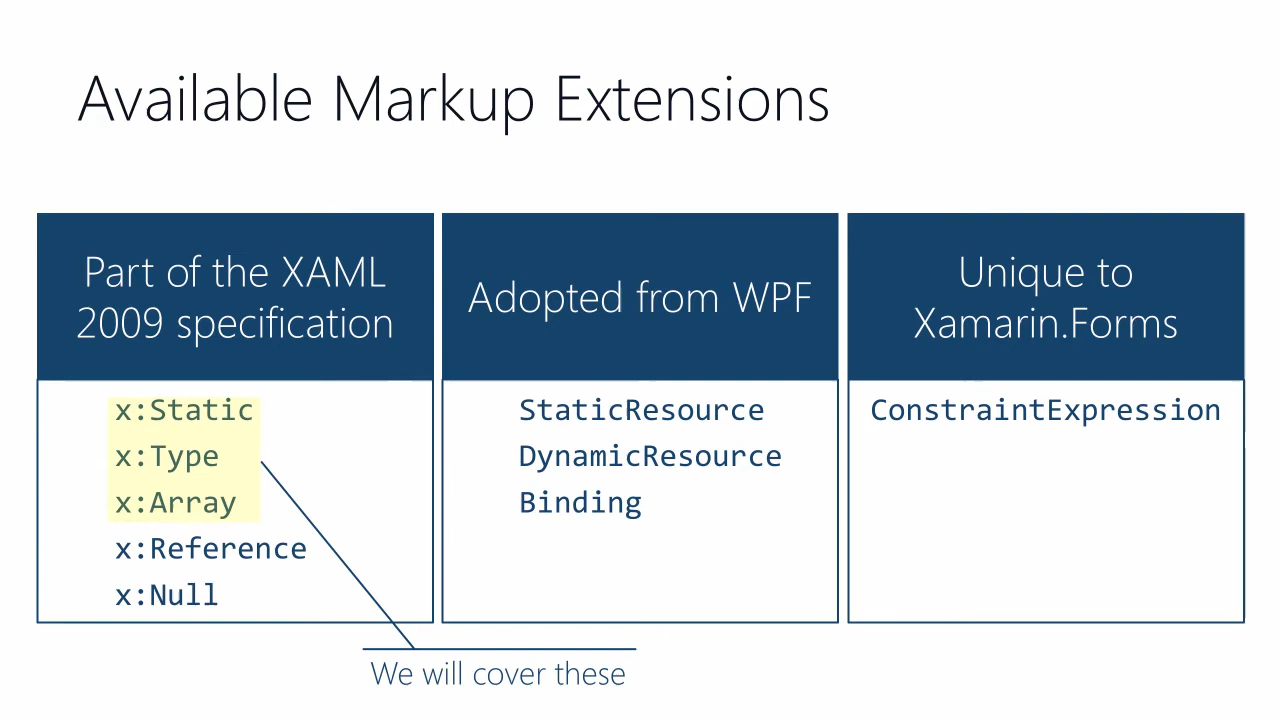 Available Markup Extensions
Part of the XAML
2009 specification
x:Static
x:Type
x:Array
x:Reference
x:Null
Adopted from WPF
StaticResource
DynamicResource
Binding
Unique to
Xamarin.Forms
ConstraintExpression
We will cover these